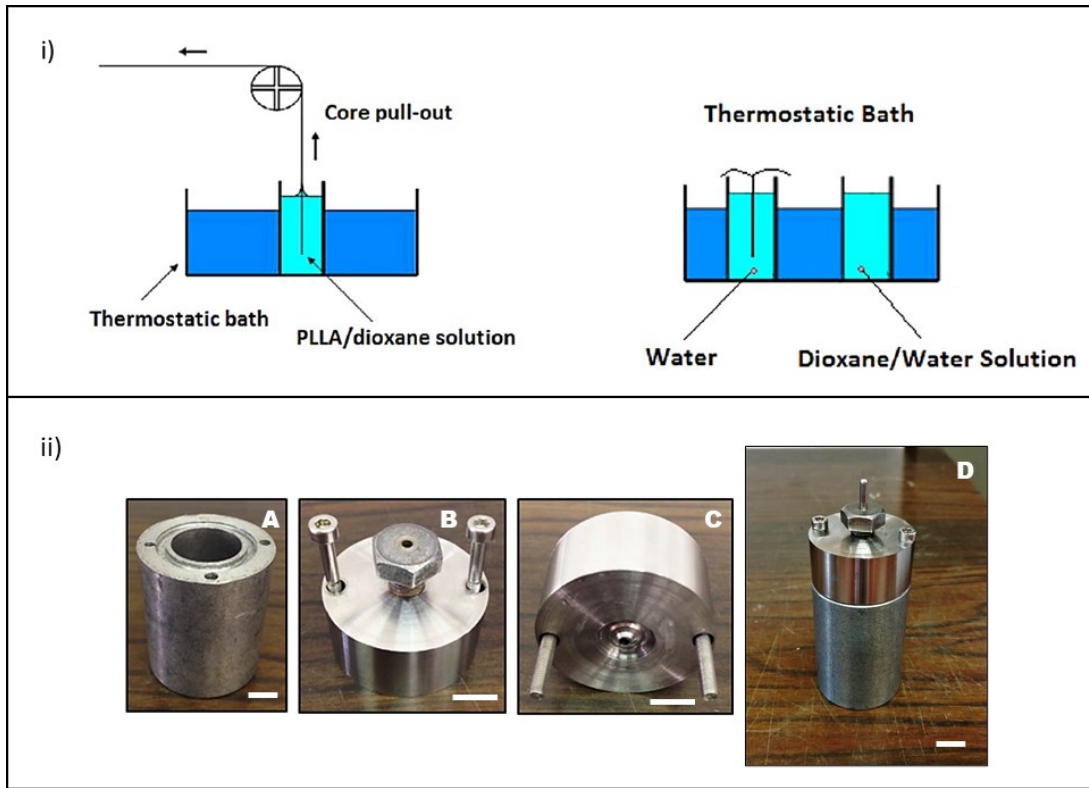 i)
Core pull-out
Thermostatic bath
PLLA/dioxane solution
Thermostatic Bath
Water
Dioxane/Water Solution
ii)
A
B
C
D